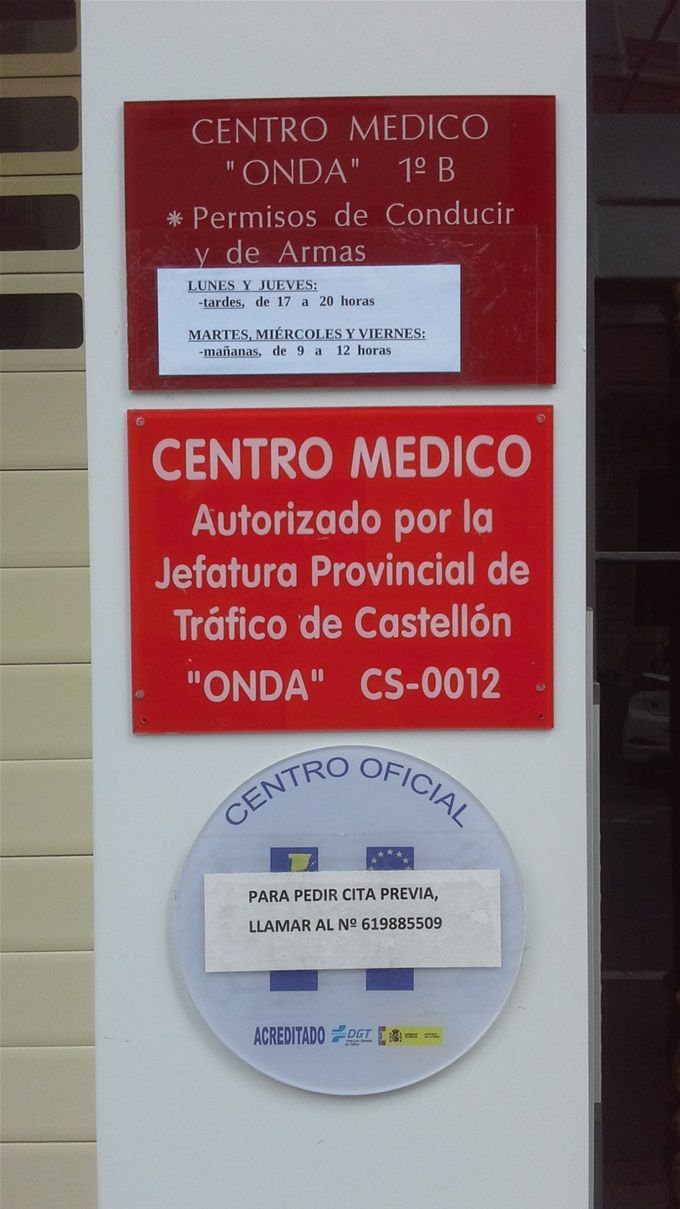 CENTRO MEDICO
"ONDA" 1º B
* Permisos de Conducir
y de Armas
LUNES Y JUEVES:
-tardes, de 17 a 20 horas
MARTES, MIÉRCOLES Y VIERNES:
-mañanas, de 9 a 12 horas
CENTRO MEDICO
Autorizado por la
Jefatura Provincial de
Tráfico de Castellón
"ONDA" CS-0012
CENTRO OFICIAL
PARA PEDIR CITA PREVIA,
LLAMAR AL Nº 619885509
ACREDITADO DGT